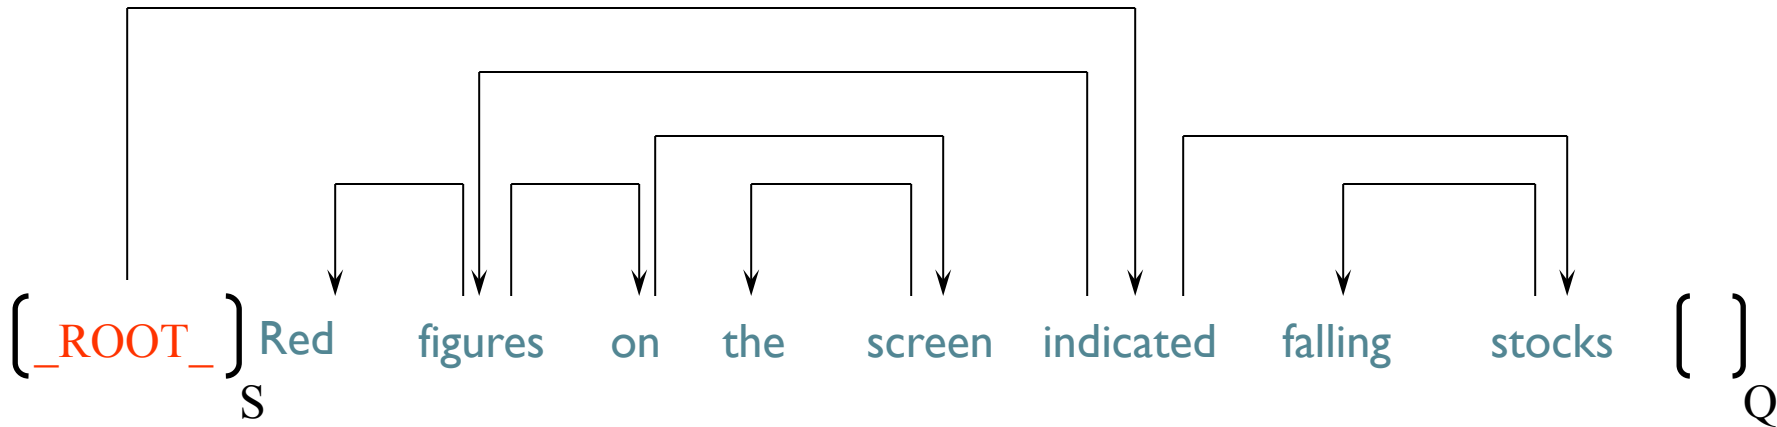 [_ROOT_]S Red figures on the screen indicated falling stocks [ ]Q